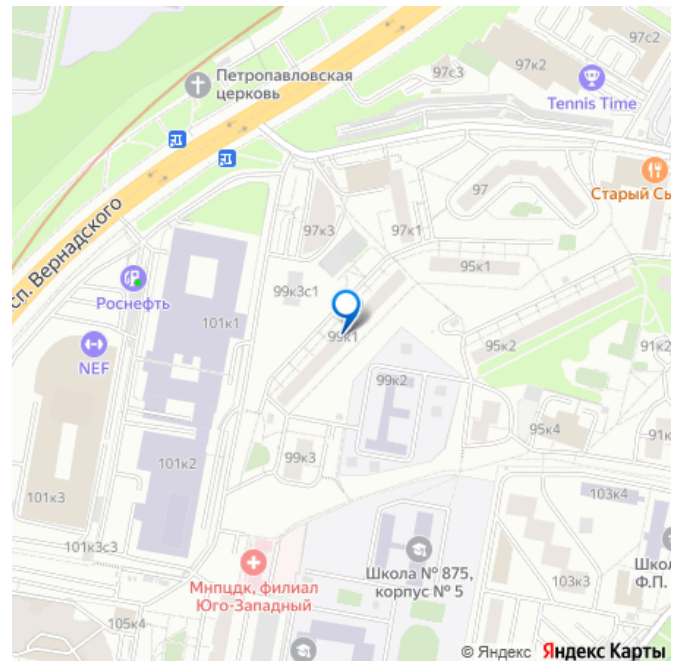 97с2
97к2
97с3
Петропавловская
церковь
Tennis Time
97
Старый Сы
сп. Вернадского
97к3
97к1
95к1
Роснефть
99к3с1
101к1
99к1
95к2
91к2
NEF
99к2
95к4
91к
99к3
101к2
101к3
103к4
101к3с3
Школа № 875,
корпус № 5
Мнпцдк, филиал
Юго-Западный
Шко
Ф.П.
103к3
105к4
© Яндекс Яндекс Карты